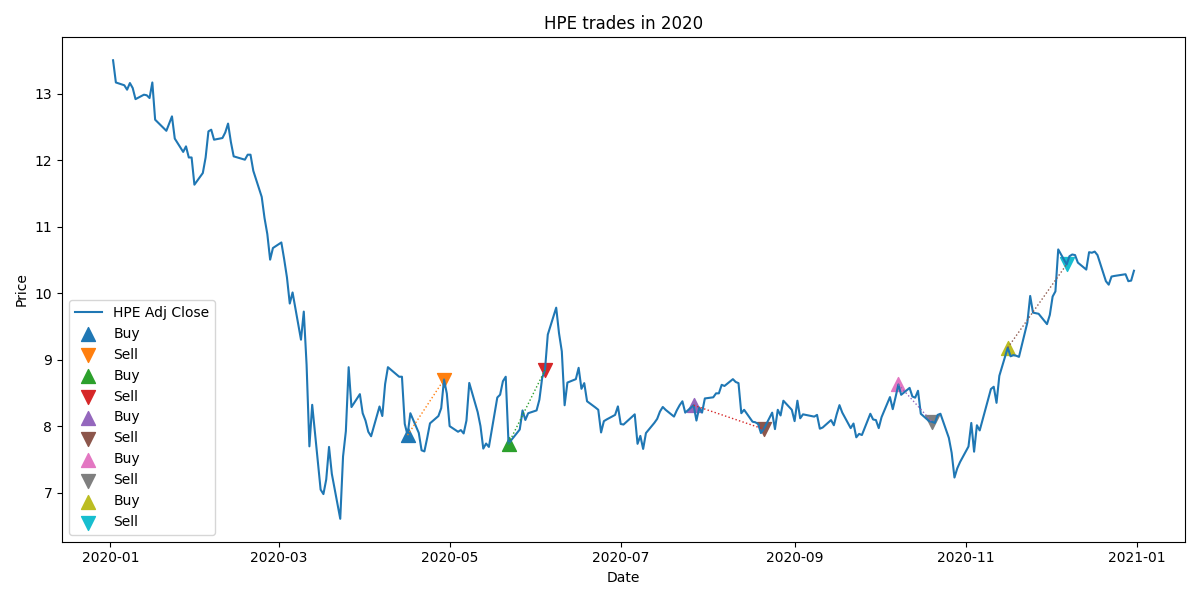 HPE trades in 2020
Price
13
12
11
10
9
8
7
HPE Adj Close
Buy
Sell
Buy
Sell
Buy
Sell
Buy
Sell
Buy
Sell
2020-01
2020-03
2020-05
2020-07
2020-09
2020-11
2021-01
Date